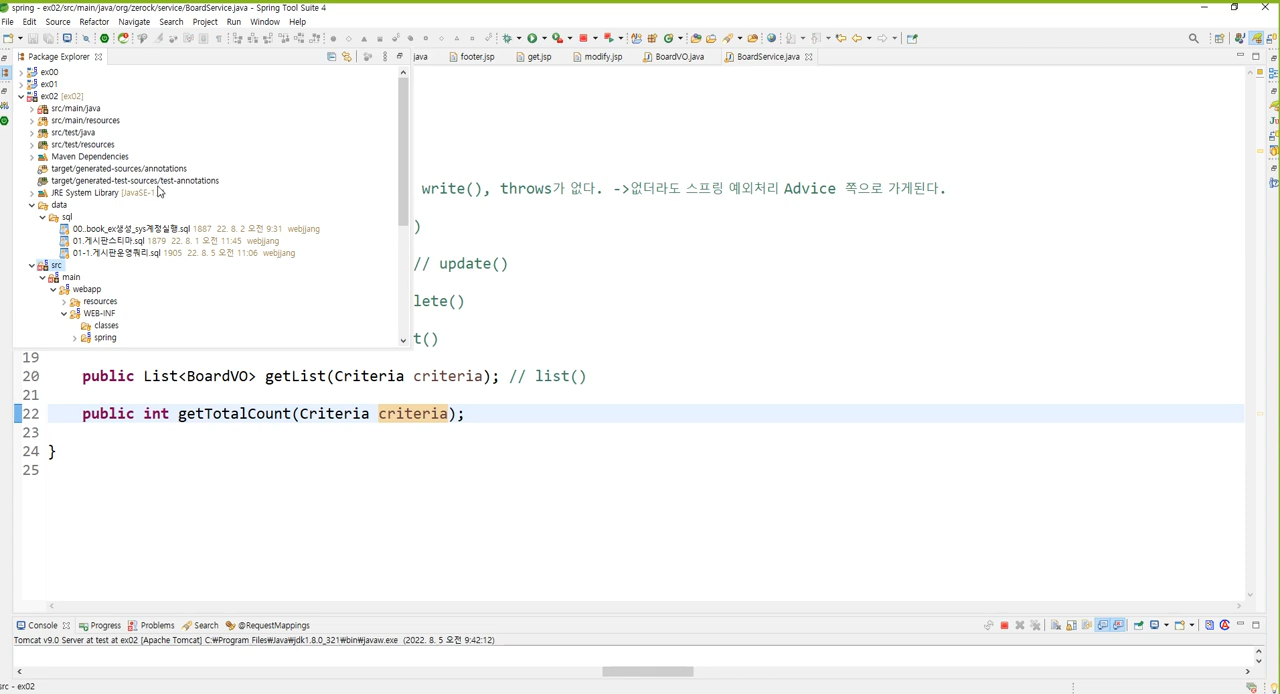 spring - ex02/src/main/java/org/zerock/service/BoardService.java - Spring Tool Suite 4
File Edit Source Refactor Navigate Search Project Run Window Help
Package Explorer
java footer.jsp get.jsp modify.jsp BoardVO.java BoardService.java
ex00
ex01
ex02 [ex02]
src/main/java
src/main/resources
src/test/java
src/test/resources
Maven Dependencies
target/generated-sources/annotations
target/generated-test-sources/test-annotations
JRE System Library [JavaSE-1
data
sql
00..book_ex생성_sys계정실행.sql 1887 22. 8. 2 오전 9:31 webjjang
01.게시판스티마.sql 1879 22. 8. 1 오전 11:45 webjjang
01-1.게시판운영쿼리.sql 1905 22. 8. 5 오전 11:06 webjjang
src
main
webapp
resources
WEB-INF
classes
spring
write(), throws가 없다. ->없더라도 스프링 예외처리 Advice 쪽으로 가게된다.
)
// update()
lete()
t()
19
20 public List<BoardVO> getList(Criteria criteria); // list()
21
22 public int getTotalCount(Criteria criteria);
23
24 }
25
Console Progress Problems Search @RequestMappings
Tomcat v9.0 Server at test at ex02 [Apache Tomcat] C:₩Program Files₩Java₩jdk1.8.0_321₩bin₩javaw.exe (2022. 8. 5 오전 9:42:12)
src - ex02